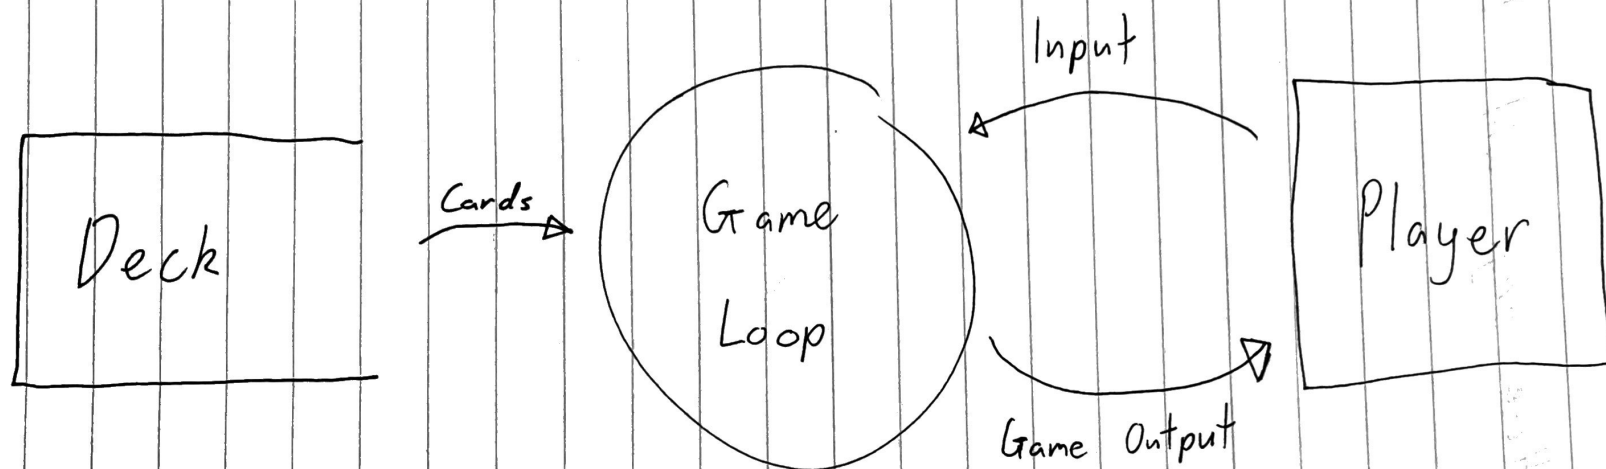 Input
Cards
Deck
Game
Loop
Player
Game Output